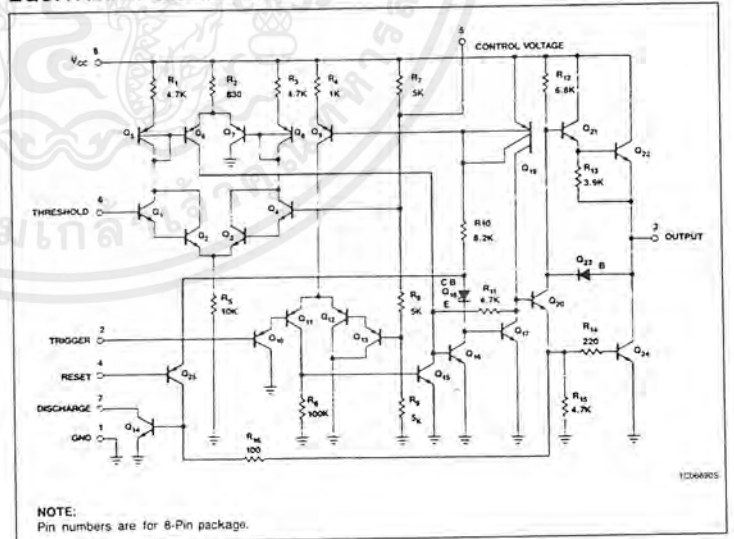 CONTROL VOLTAGE
5
VCC 8
R1 4.7K
R2 830
R3 4.7K
R4 1K
R7 5K
R12 6.8K
Q5
Q6
Q7
Q8
Q9
Q19
Q21
Q22
R13 3.9K
THRESHOLD 6
Q1
Q2
Q3
Q4
R10 8.2K
3 OUTPUT
Q23 B
C B
Q18
E
R11 4.7K
Q20
R5 10K
R8 5K
Q11
Q12
Q13
TRIGGER 2
Q10
Q16
Q17
R14 220
Q24
RESET 4
Q25
Q15
R15 4.7K
DISCHARGE 7
Q14
R6 100K
R9 5K
GND 1
R16 100
NOTE:
Pin numbers are for 8-Pin package.